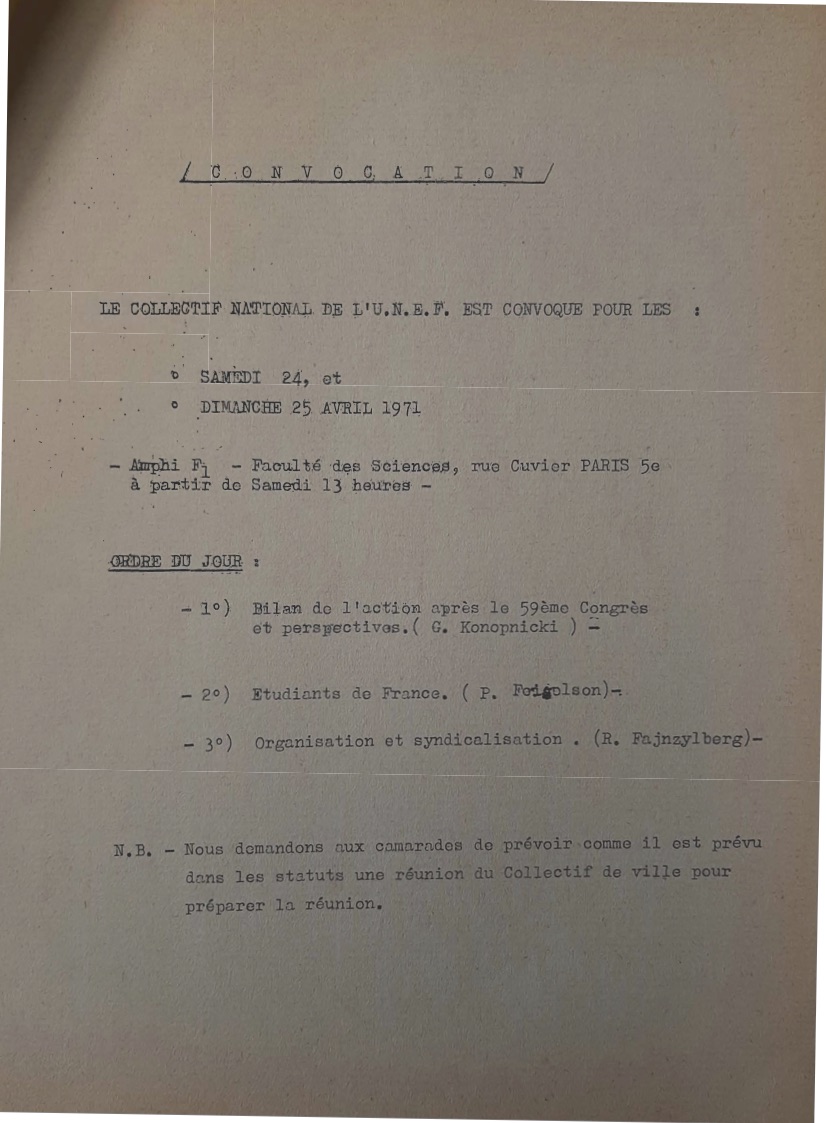 / C O N V O C A T I O N /
LE COLLECTIF NATIONAL DE L'U.N.E.F. EST CONVOQUE POUR LES :
° SAMEDI 24, et
° DIMANCHE 25 AVRIL 1971
- Amphi F1 - Faculté des Sciences, rue Cuvier PARIS 5e
à partir de Samedi 13 heures -
ORDRE DU JOUR :
- 1°) Bilan de l'action après le 59ème Congrès
et perspectives.( G. Konopnicki ) -
- 2°) Etudiants de France. ( P. Feigelson)-.
- 3°) Organisation et syndicalisation . (R. Fajnzylberg)-
N.B. - Nous demandons aux camarades de prévoir comme il est prévu
dans les statuts une réunion du Collectif de ville pour
préparer la réunion.